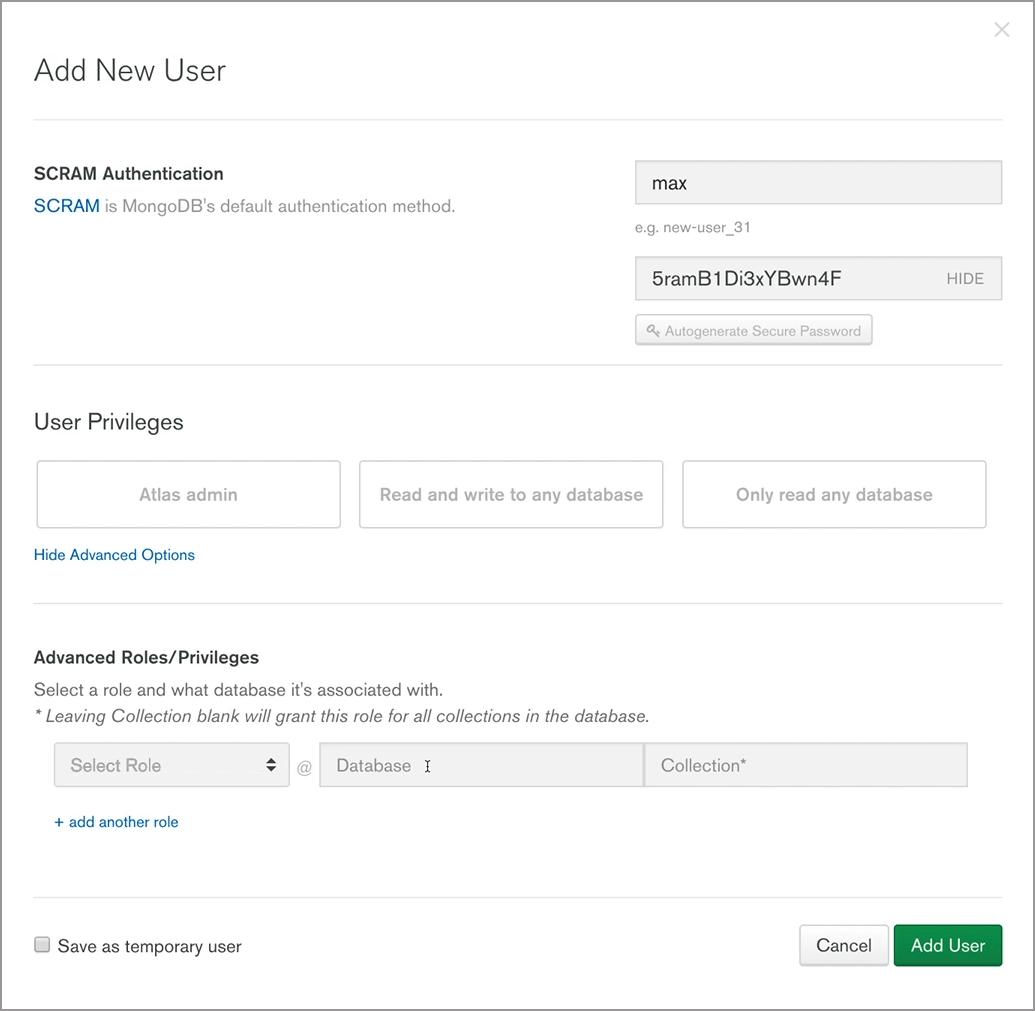 Add New User
SCRAM Authentication
SCRAM is MongoDB's default authentication method.
max
e.g. new-user_31
5ramB1Di3xYBwn4F HIDE
Autogenerate Secure Password
User Privileges
Atlas admin
Read and write to any database
Only read any database
Hide Advanced Options
Advanced Roles/Privileges
Select a role and what database it's associated with.
* Leaving Collection blank will grant this role for all collections in the database.
Select Role @ Database Collection*
+ add another role
Save as temporary user
Cancel
Add User